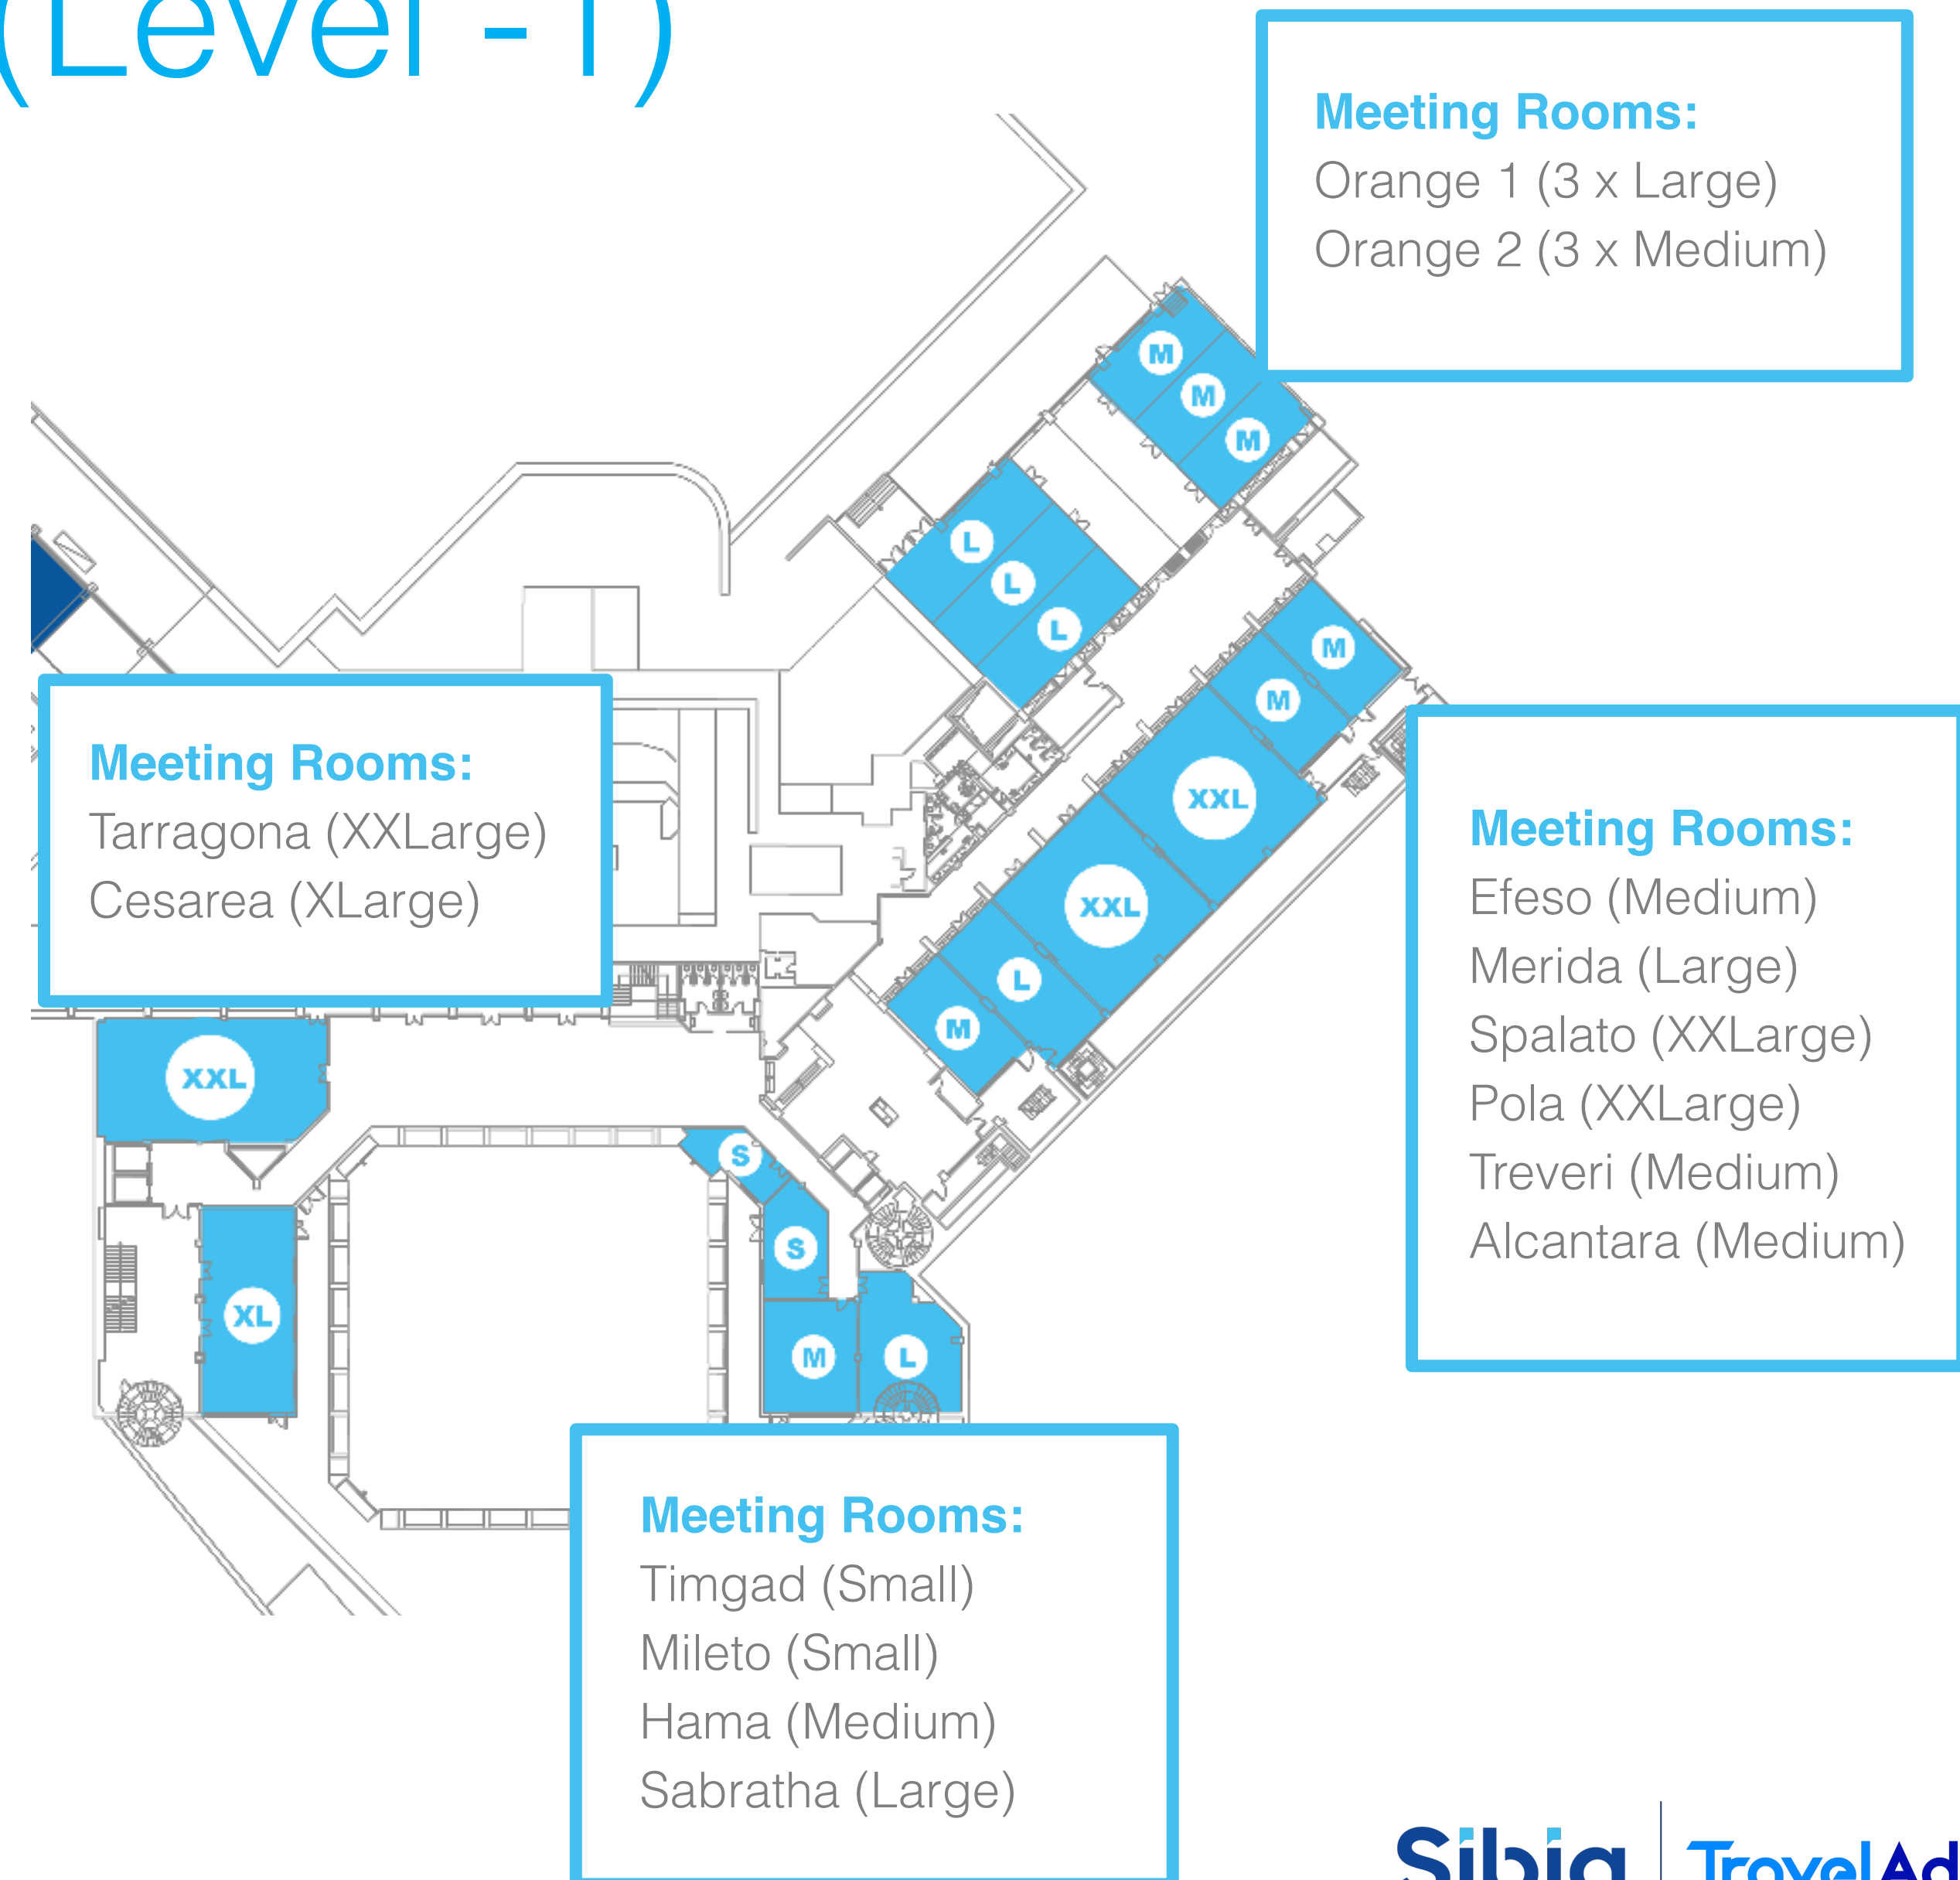 (Level -1)
Meeting Rooms:
Orange 1 (3 x Large)
Orange 2 (3 x Medium)
M
M
M
L
L
L
M
M
XXL
XXL
L
M
Meeting Rooms:
Tarragona (XXLarge)
Cesarea (XLarge)
Meeting Rooms:
Efeso (Medium)
Merida (Large)
Spalato (XXLarge)
Pola (XXLarge)
Treveri (Medium)
Alcantara (Medium)
XXL
S
S
XL
M
L
Meeting Rooms:
Timgad (Small)
Mileto (Small)
Hama (Medium)
Sabratha (Large)
Sibia
TravelAd